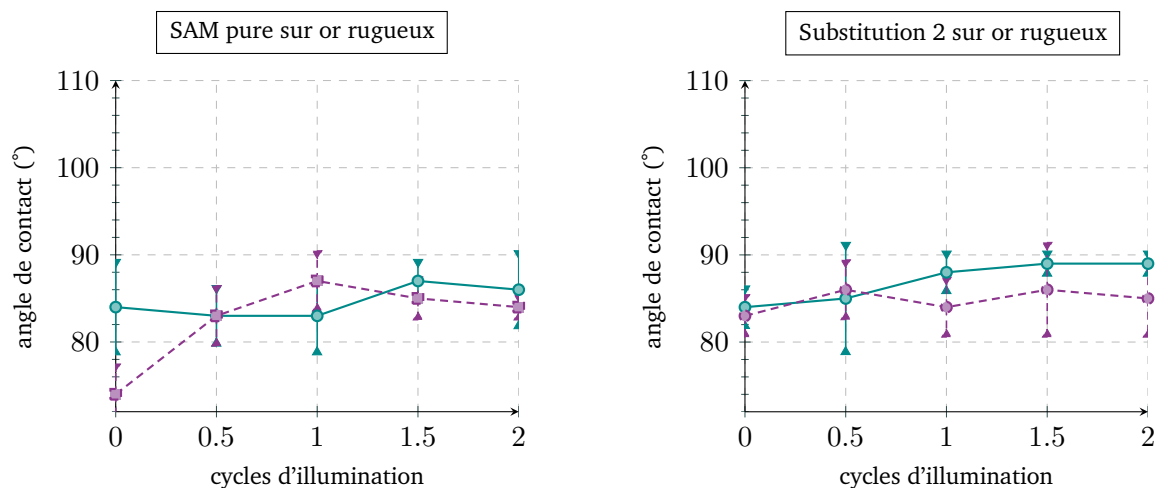 SAM pure sur or rugueux
110
100
90
80
angle de contact (°)
0 0.5 1 1.5 2
cycles d'illumination
Substitution 2 sur or rugueux
110
100
90
80
angle de contact (°)
0 0.5 1 1.5 2
cycles d'illumination